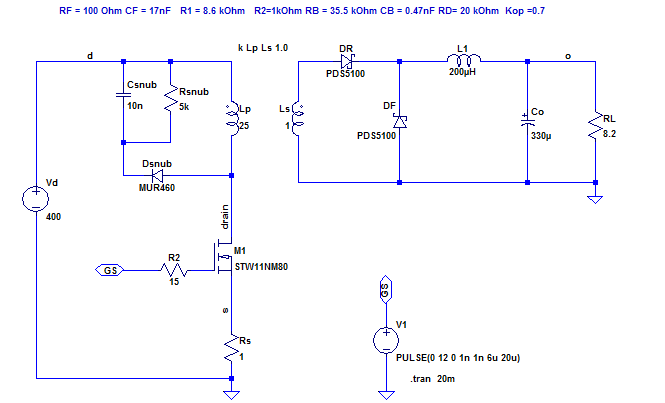 RF = 100 Ohm CF = 17nF R1 = 8.6 kOhm R2=1kOhm RB = 35.5 kOhm CB = 0.47nF RD= 20 kOhm Kop =0.7
d
k Lp Ls 1.0
DR
PDS5100
L1
200µH
o
Csnub
10n
Rsnub
5k
Lp
25
Ls
1
DF
PDS5100
Co
330µ
RL
8.2
Dsnub
MUR460
Vd
400
drain
M1
STW11NM80
R2
15
GS
s
Rs
1
GS
V1
PULSE(0 12 0 1n 1n 6u 20u)
.tran 20m